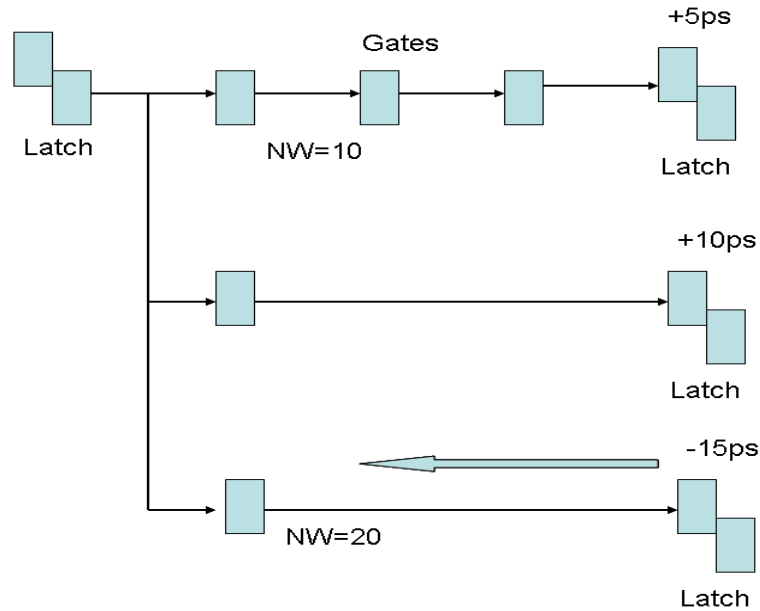 +5ps
Gates
Latch
NW=10
Latch
+10ps
Latch
-15ps
NW=20
Latch